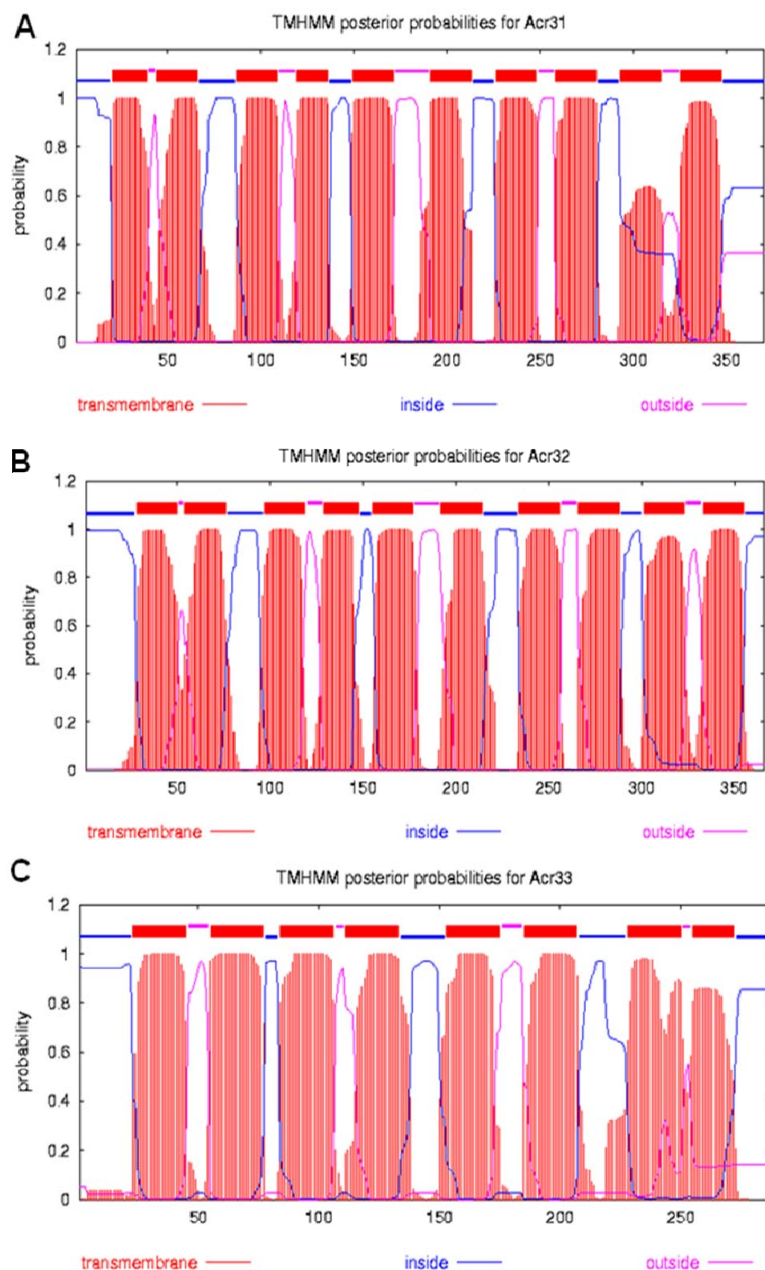 A
TMHMM posterior probabilities for Acr31
1.2
1
0.8
0.6
0.4
0.2
0
probability
50 100 150 200 250 300 350
transmembrane inside outside
B
TMHMM posterior probabilities for Acr32
1.2
1
0.8
0.6
0.4
0.2
0
probability
50 100 150 200 250 300 350
transmembrane inside outside
C
TMHMM posterior probabilities for Acr33
1.2
1
0.8
0.6
0.4
0.2
0
probability
50 100 150 200 250
transmembrane inside outside